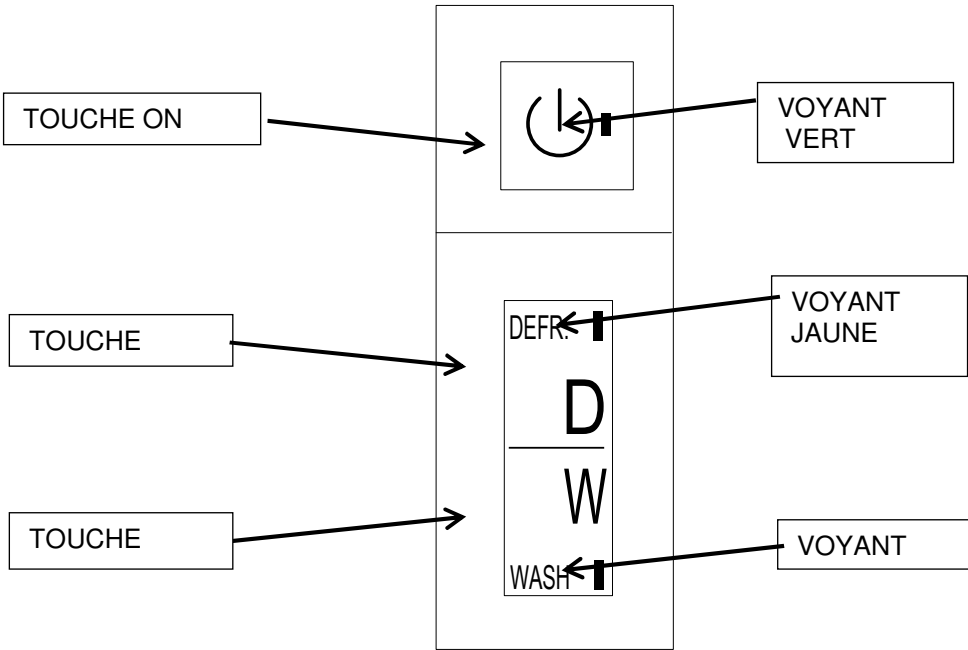 TOUCHE ON
VOYANT
VERT
TOUCHE
DEFR.
VOYANT
JAUNE
D
W
TOUCHE
WASH
VOYANT